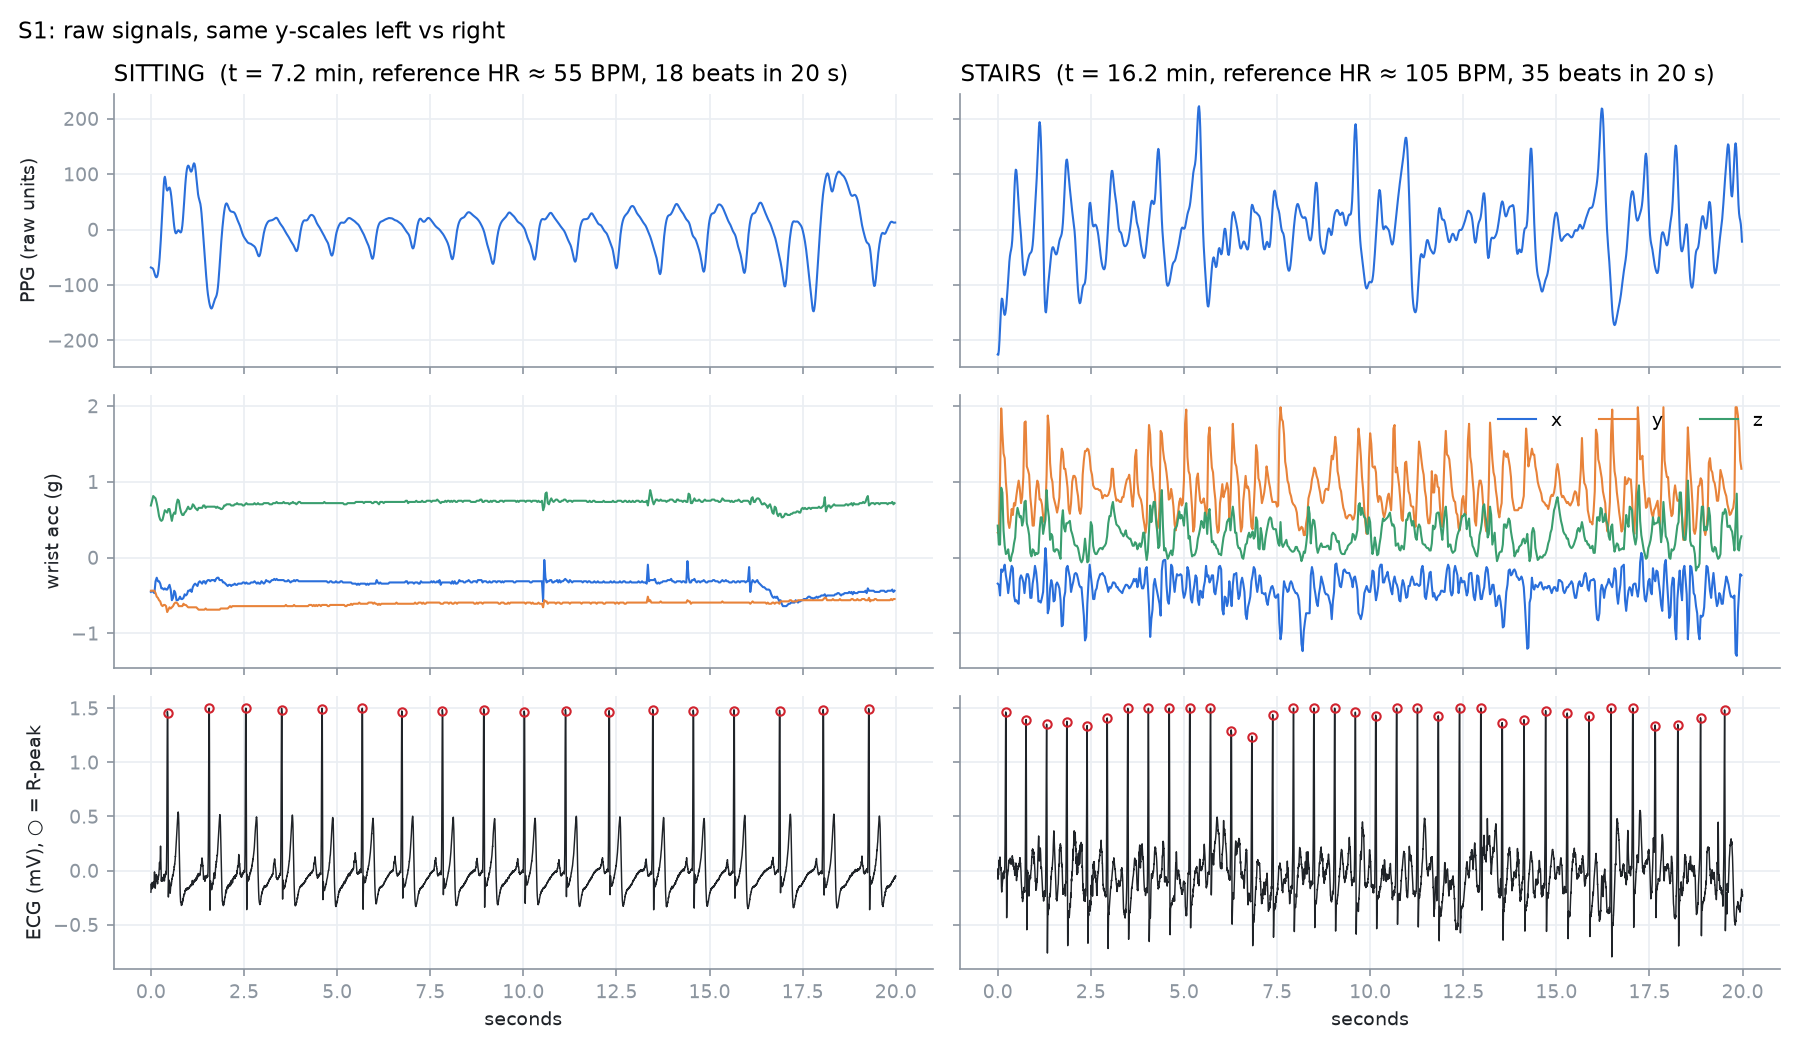 S1: raw signals, same y-scales left vs right
SITTING  (t = 7.2 min, reference HR ≈ 55 BPM, 18 beats in 20 s)
STAIRS  (t = 16.2 min, reference HR ≈ 105 BPM, 35 beats in 20 s)
PPG (raw units)
200
100
0
−100
−200
wrist acc (g)
2
1
0
−1
x y z
ECG (mV), ○ = R-peak
1.5
1.0
0.5
0.0
−0.5
0.0 2.5 5.0 7.5 10.0 12.5 15.0 17.5 20.0
seconds
0.0 2.5 5.0 7.5 10.0 12.5 15.0 17.5 20.0
seconds